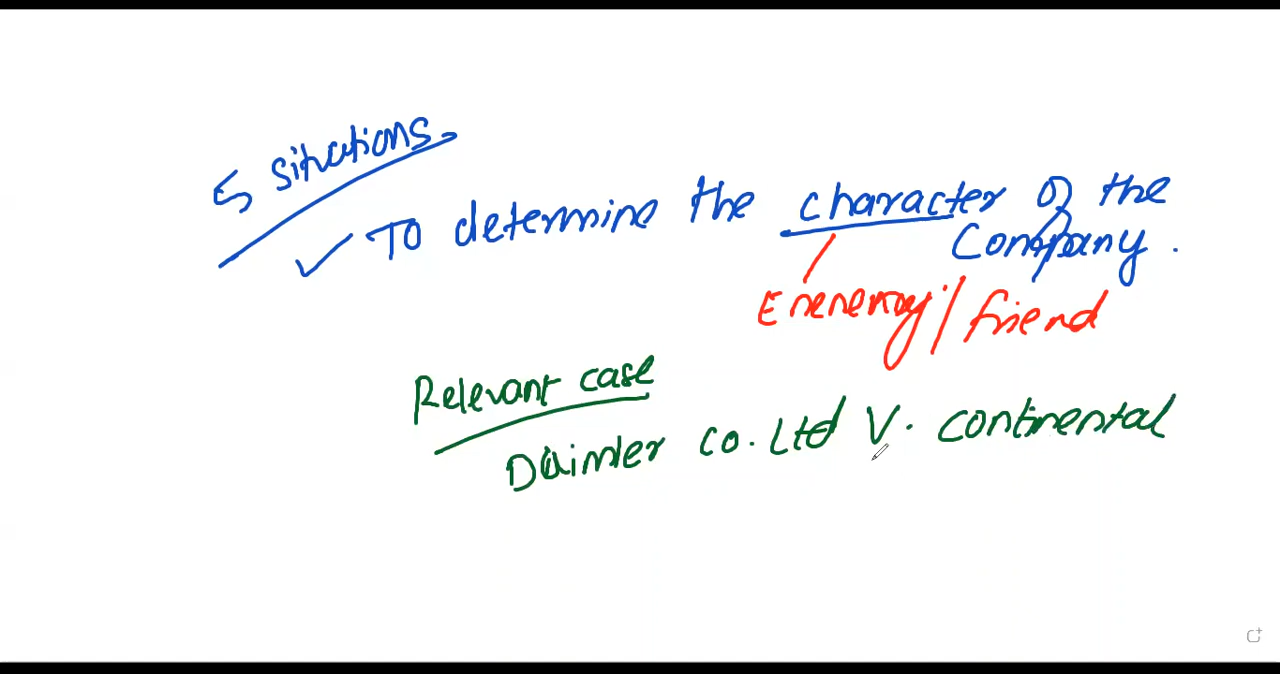 5 situations.
✓ To determine the character of the
Company.
Enenemy / friend
Relevant case
Daimler Co. Ltd V. continental